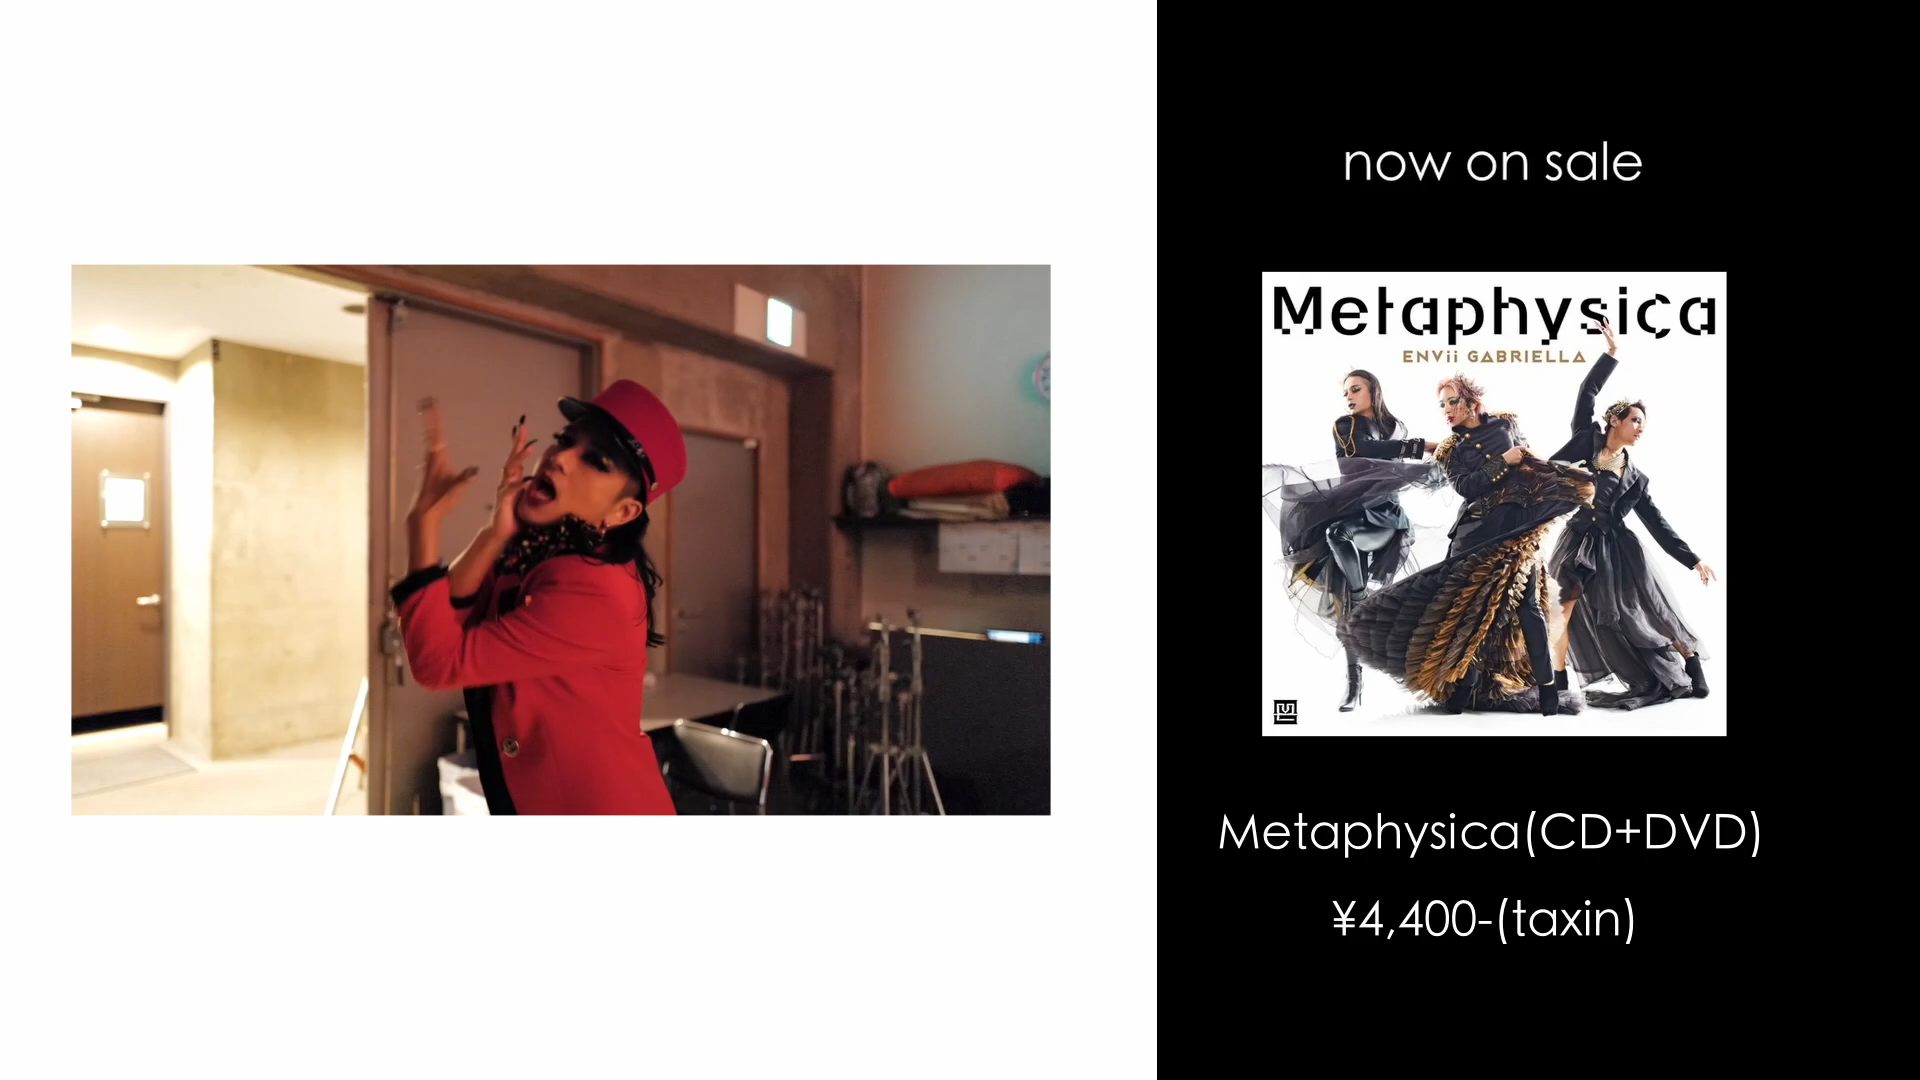 now on sale
Metaphysica
ENVii GABRIELLA
Metaphysica(CD+DVD)
¥4,400-(taxin)